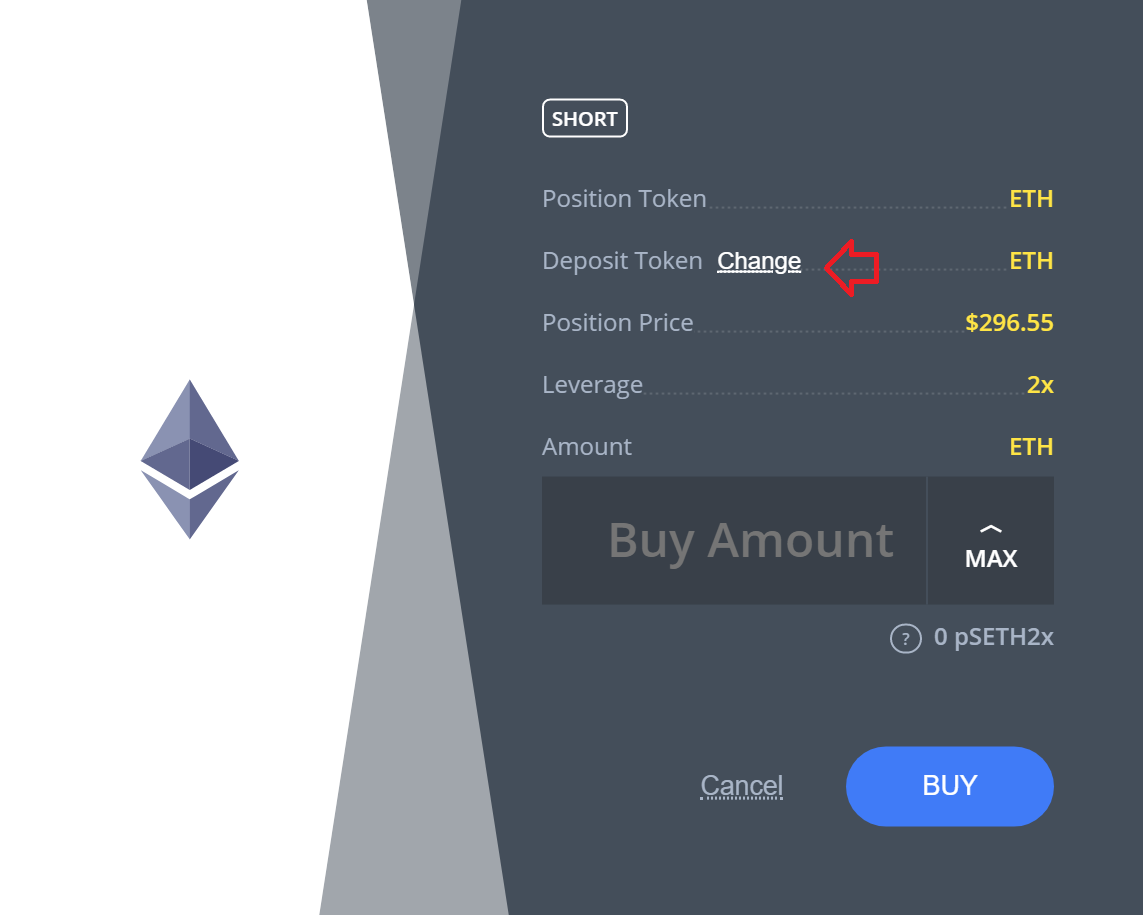 SHORT
Position Token ETH
Deposit Token Change ETH
Position Price $296.55
Leverage 2x
Amount ETH
Buy Amount MAX
? 0 pSETH2x
Cancel BUY